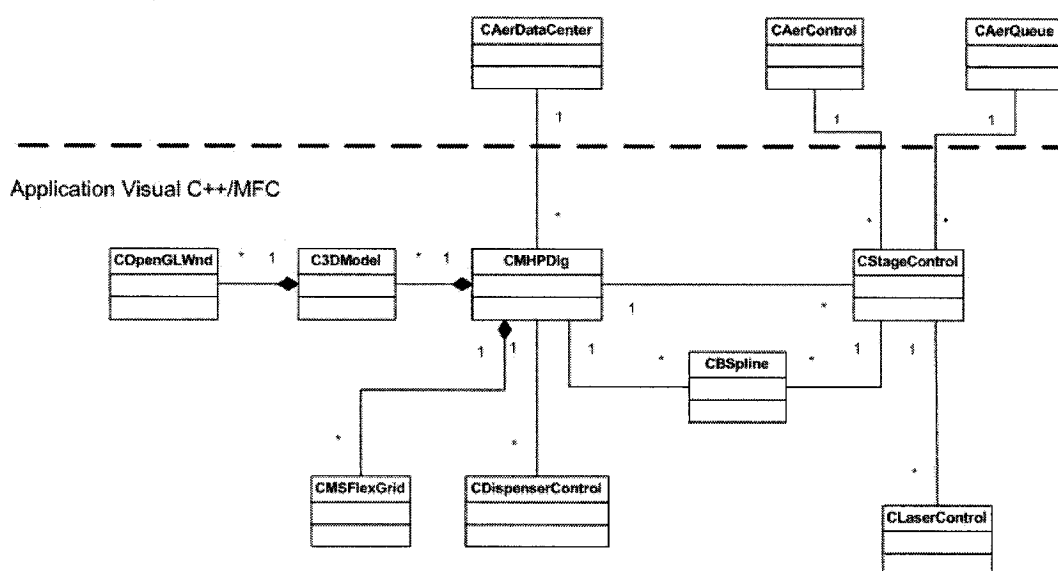 CAerDataCenter
CAerControl
CAerQueue
1
1
1
Application Visual C++/MFC
*
*
*
COpenGLWnd
*
1
C3DModel
*
1
CMHPDlg
CStageControl
1
*
1
1
1
*
CBSpline
*
1
1
*
*
*
CMSFlexGrid
CDispenserControl
CLaserControl